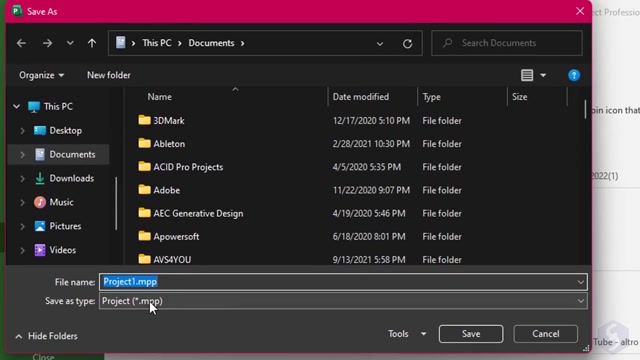 Save As
ect Professio
This PC > Documents >
Search Documents
Organize
New folder
Name Date modified Type Size
This PC
Desktop
Documents
Downloads
Music
Pictures
Videos
3DMark 12/17/2020 5:10 PM File folder
Ableton 2/28/2021 10:30 PM File folder
ACID Pro Projects 4/5/2020 5:35 PM File folder
Adobe 11/22/2020 9:07 PM File folder
AEC Generative Design 4/19/2020 5:46 PM File folder
Apowersoft 6/18/2020 8:01 PM File folder
AVS4YOU 9/13/2021 5:58 PM File folder
pin icon that
2022(1)
File name: Project1.mpp
Save as type: Project (*.mpp)
Hide Folders
Tools
Save
Cancel
Close
Tube - altro